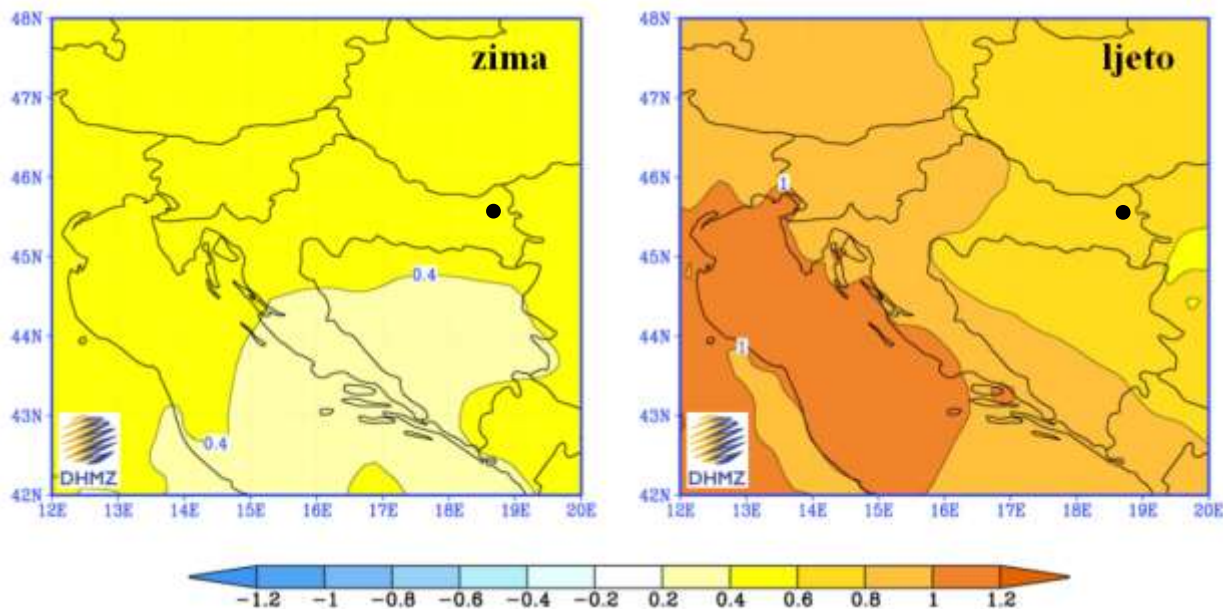 48N
zima
47N
46N
45N
0.4
44N
43N
0.4
DHMZ
42N
12E 13E 14E 15E 16E 17E 18E 19E 20E
48N
ljeto
47N
46N
1
45N
44N
1
43N
DHMZ
42N
12E 13E 14E 15E 16E 17E 18E 19E 20E
-1.2 -1 -0.8 -0.6 -0.4 -0.2 0.2 0.4 0.6 0.8 1 1.2